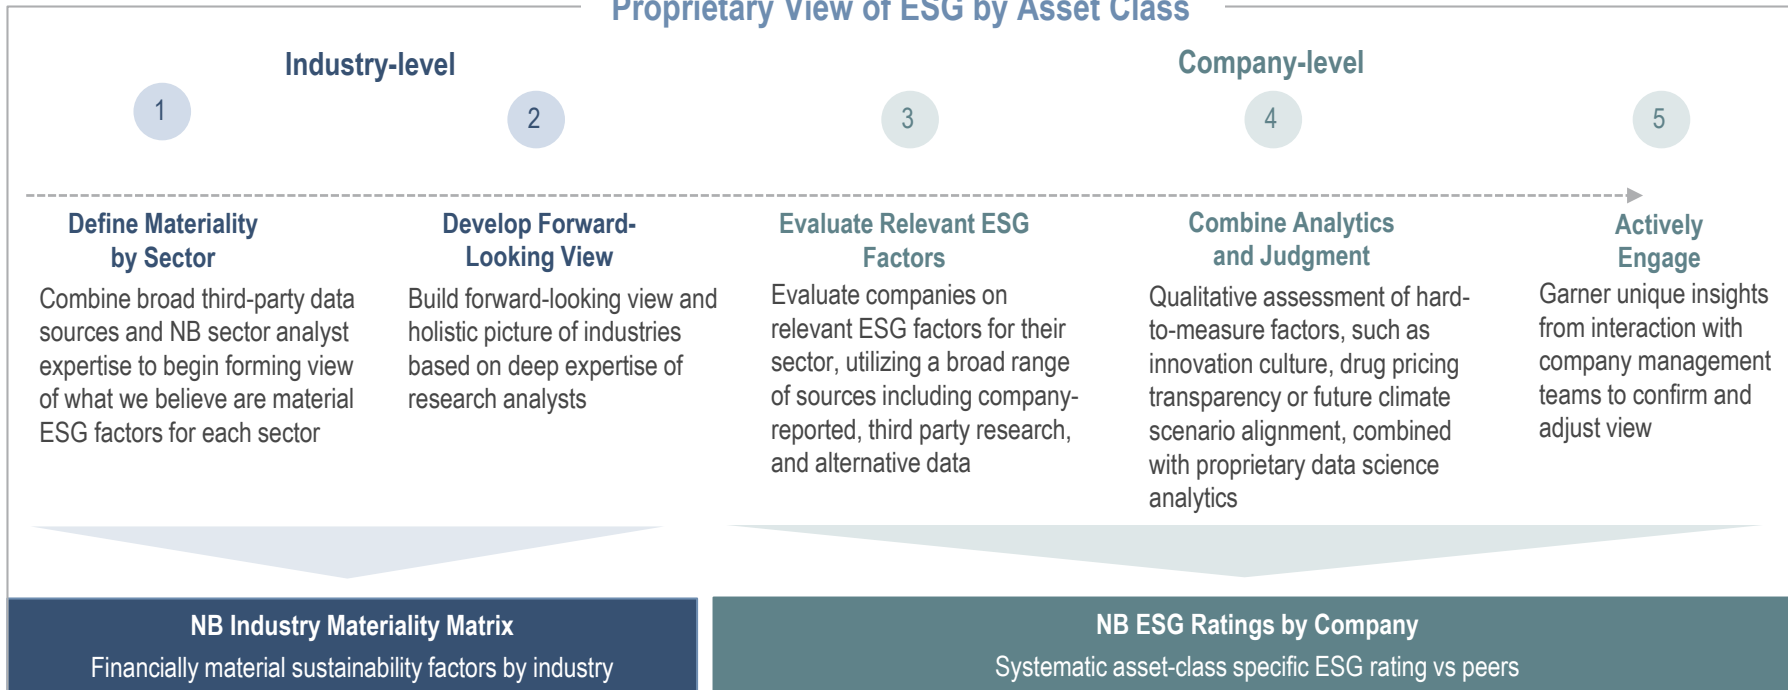 Proprietary View of ESG by Asset Class
Industry-level
Company-level
1
2
3
4
5
Define Materiality
by Sector
Combine broad third-party data
sources and NB sector analyst
expertise to begin forming view
of what we believe are material
ESG factors for each sector
Develop Forward-
Looking View
Build forward-looking view and
holistic picture of industries
based on deep expertise of
research analysts
Evaluate Relevant ESG
Factors
Evaluate companies on
relevant ESG factors for their
sector, utilizing a broad range
of sources including company-
reported, third party research,
and alternative data
Combine Analytics
and Judgment
Qualitative assessment of hard-
to-measure factors, such as
innovation culture, drug pricing
transparency or future climate
scenario alignment, combined
with proprietary data science
analytics
Actively
Engage
Garner unique insights
from interaction with
company management
teams to confirm and
adjust view
NB Industry Materiality Matrix
Financially material sustainability factors by industry
NB ESG Ratings by Company
Systematic asset-class specific ESG rating vs peers